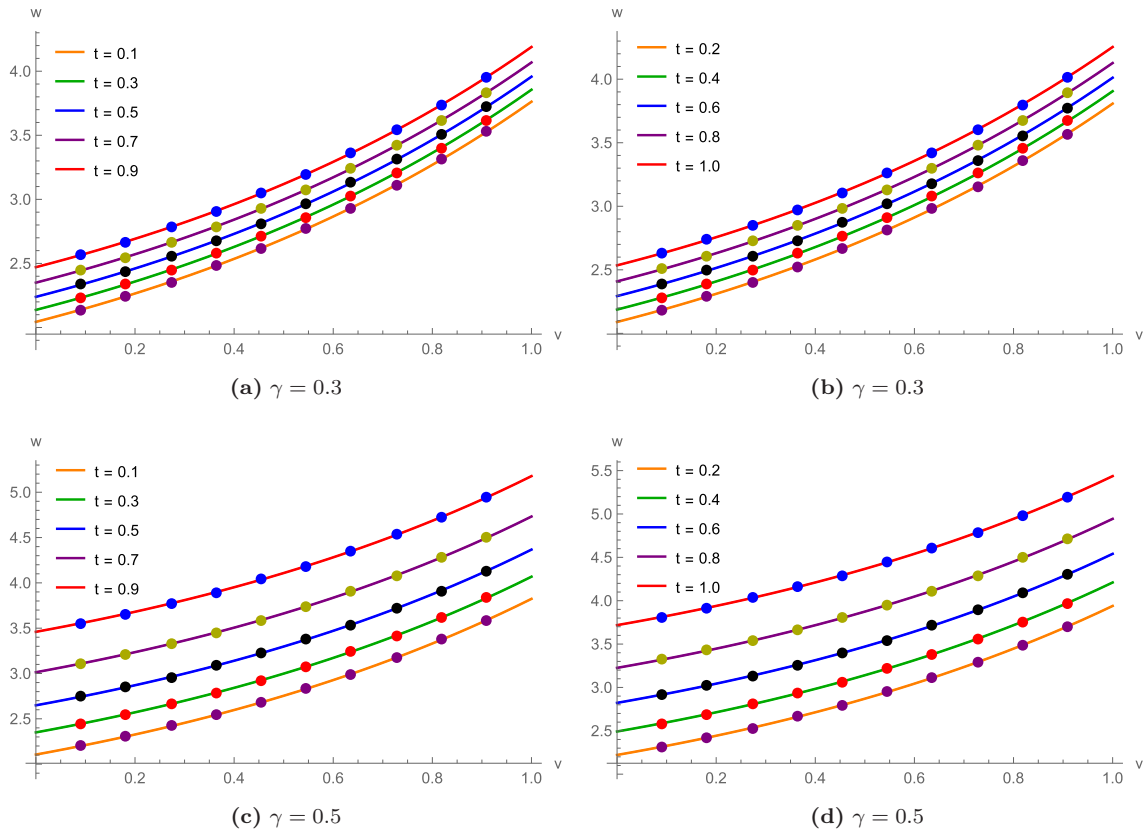 w
t = 0.1
t = 0.3
t = 0.5
t = 0.7
t = 0.9
4.0
3.5
3.0
2.5
0.2 0.4 0.6 0.8 1.0 v
(a) γ = 0.3
w
t = 0.2
t = 0.4
t = 0.6
t = 0.8
t = 1.0
4.0
3.5
3.0
2.5
0.2 0.4 0.6 0.8 1.0 v
(b) γ = 0.3
w
t = 0.1
t = 0.3
t = 0.5
t = 0.7
t = 0.9
5.0
4.5
4.0
3.5
3.0
2.5
0.2 0.4 0.6 0.8 1.0 v
(c) γ = 0.5
w
t = 0.2
t = 0.4
t = 0.6
t = 0.8
t = 1.0
5.5
5.0
4.5
4.0
3.5
3.0
2.5
0.2 0.4 0.6 0.8 1.0 v
(d) γ = 0.5